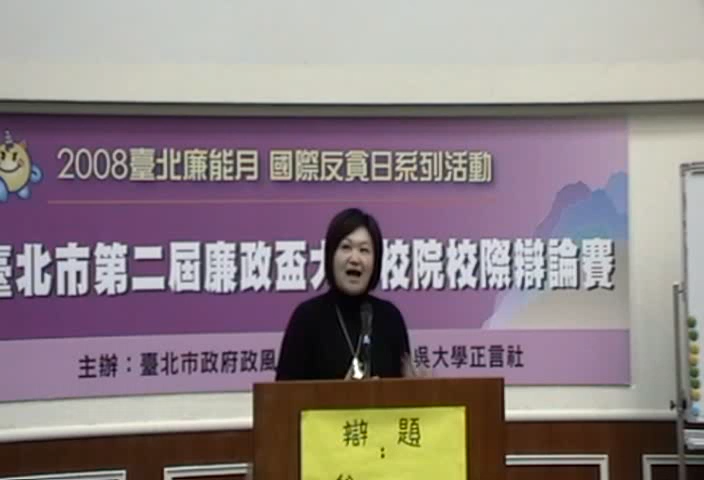 2008臺北廉能月 國際反貪日系列活動
臺北市第二屆廉政盃大 校院校際辯論賽
主辦：臺北市政府政風 吳大學正言社
辯題：